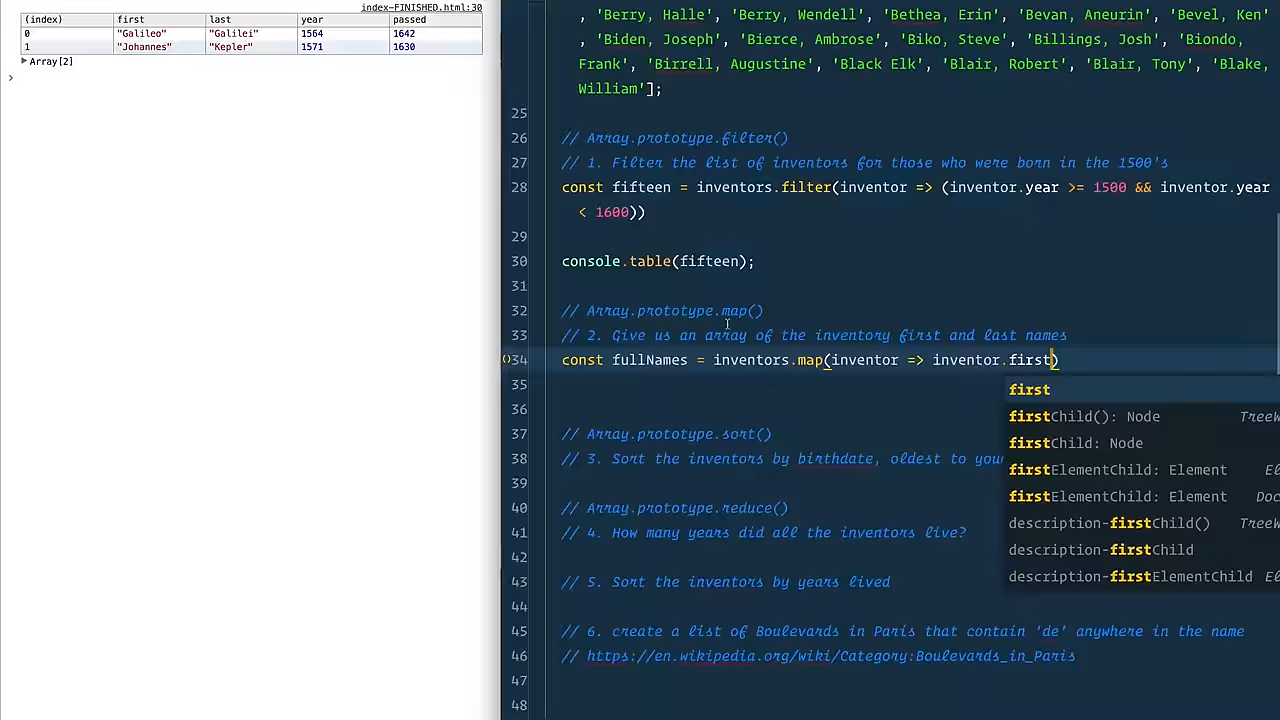 index-FINISHED.html:30
(index) first last year passed
0 "Galileo" "Galilei" 1564 1642
1 "Johannes" "Kepler" 1571 1630
Array[2]
>
, 'Berry, Halle', 'Berry, Wendell', 'Bethea, Erin', 'Bevan, Aneurin', 'Bevel, Ken'
, 'Biden, Joseph', 'Bierce, Ambrose', 'Biko, Steve', 'Billings, Josh', 'Biondo,
Frank', 'Birrell, Augustine', 'Black Elk', 'Blair, Robert', 'Blair, Tony', 'Blake,
William'];
25
26 // Array.prototype.filter()
27 // 1. Filter the list of inventors for those who were born in the 1500's
28 const fifteen = inventors.filter(inventor => (inventor.year >= 1500 && inventor.year
< 1600))
29
30 console.table(fifteen);
31
32 // Array.prototype.map()
33 // 2. Give us an array of the inventory first and last names
34 const fullNames = inventors.map(inventor => inventor.first)
35
first
36
firstChild(): Node TreeW
37 // Array.prototype.sort()
firstChild: Node
38 // 3. Sort the inventors by birthdate, oldest to you
firstElementChild: Element El
39
firstElementChild: Element Doc
40 // Array.prototype.reduce()
description-firstChild() TreeW
41 // 4. How many years did all the inventors live?
description-firstChild
42
description-firstElementChild El
43 // 5. Sort the inventors by years lived
44
45 // 6. create a list of Boulevards in Paris that contain 'de' anywhere in the name
46 // https://en.wikipedia.org/wiki/Category:Boulevards_in_Paris
47
48